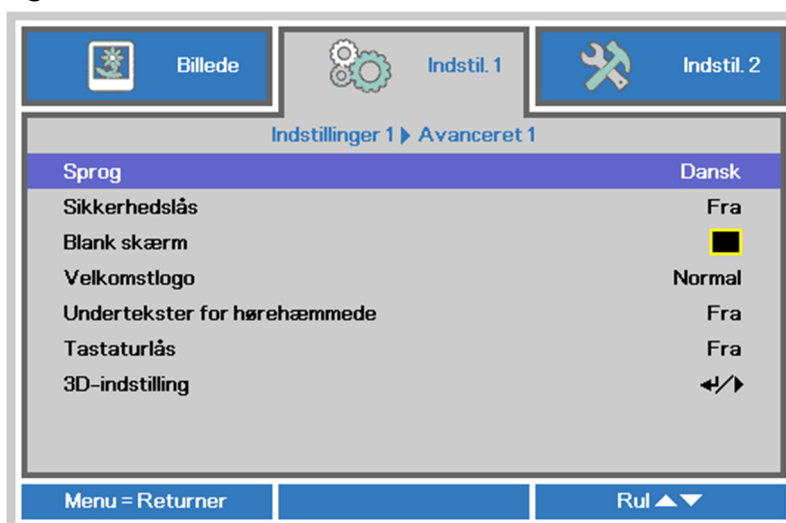 Billede
Indstil. 1
Indstil. 2
Indstillinger 1 Avanceret 1
Sprog Dansk
Sikkerhedslås Fra
Blank skærm
Velkomstlogo Normal
Undertekster for hørehæmmede Fra
Tastaturlås Fra
3D-indstilling
Menu = Returner
Rul